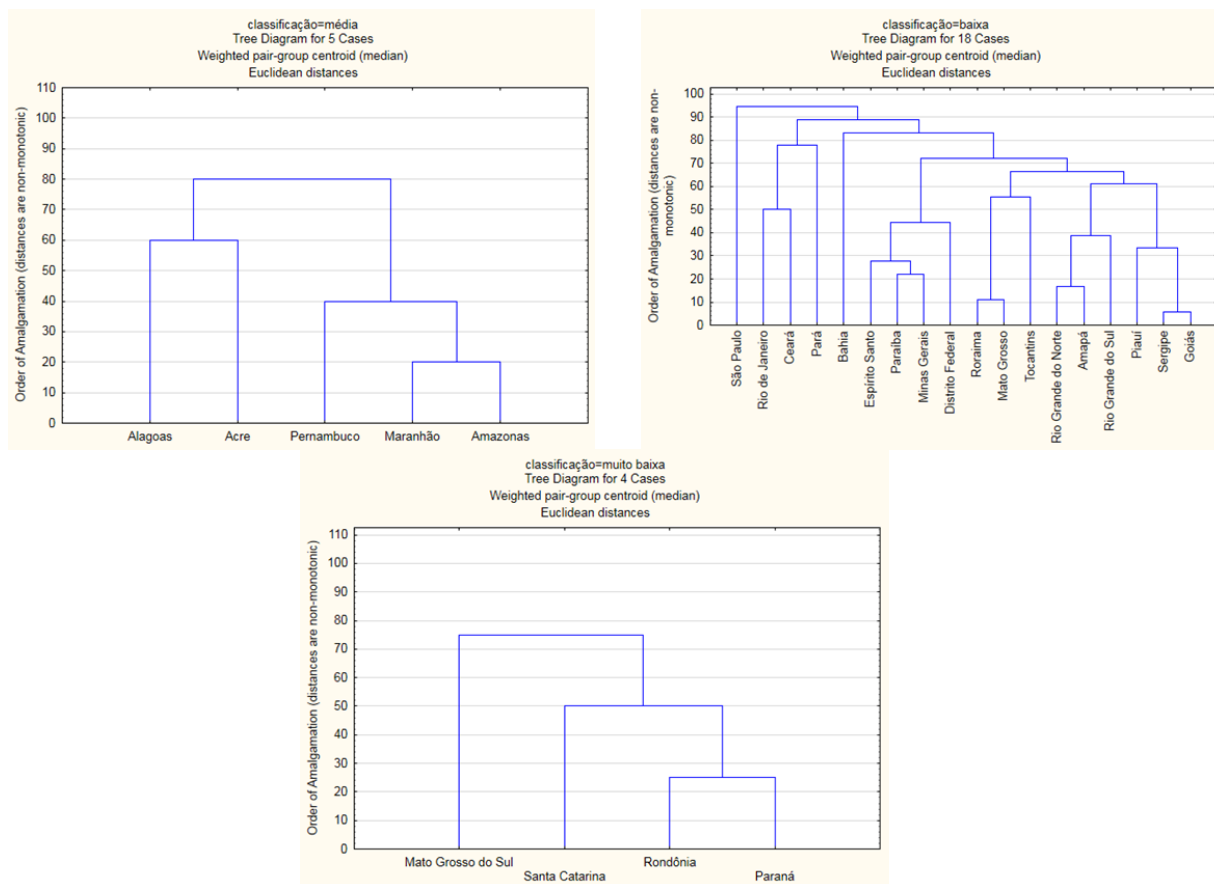 classificação=média
Tree Diagram for 5 Cases
Weighted pair-group centroid (median)
Euclidean distances
Order of Amalgamation (distances are non-monotonic)
110
100
90
80
70
60
50
40
30
20
10
0
Alagoas Acre Pernambuco Maranhão Amazonas
classificação=baixa
Tree Diagram for 18 Cases
Weighted pair-group centroid (median)
Euclidean distances
Order of Amalgamation (distances are non-
monotonic)
100
90
80
70
60
50
40
30
20
10
0
São Paulo
Rio de Janeiro
Ceará
Pará
Bahia
Espírito Santo
Paraíba
Minas Gerais
Distrito Federal
Roraima
Mato Grosso
Tocantins
Rio Grande do Norte
Amapá
Rio Grande do Sul
Piauí
Sergipe
Goiás
classificação=muito baixa
Tree Diagram for 4 Cases
Weighted pair-group centroid (median)
Euclidean distances
Order of Amalgamation (distances are non-monotonic)
110
100
90
80
70
60
50
40
30
20
10
0
Mato Grosso do Sul Rondônia
Santa Catarina Paraná